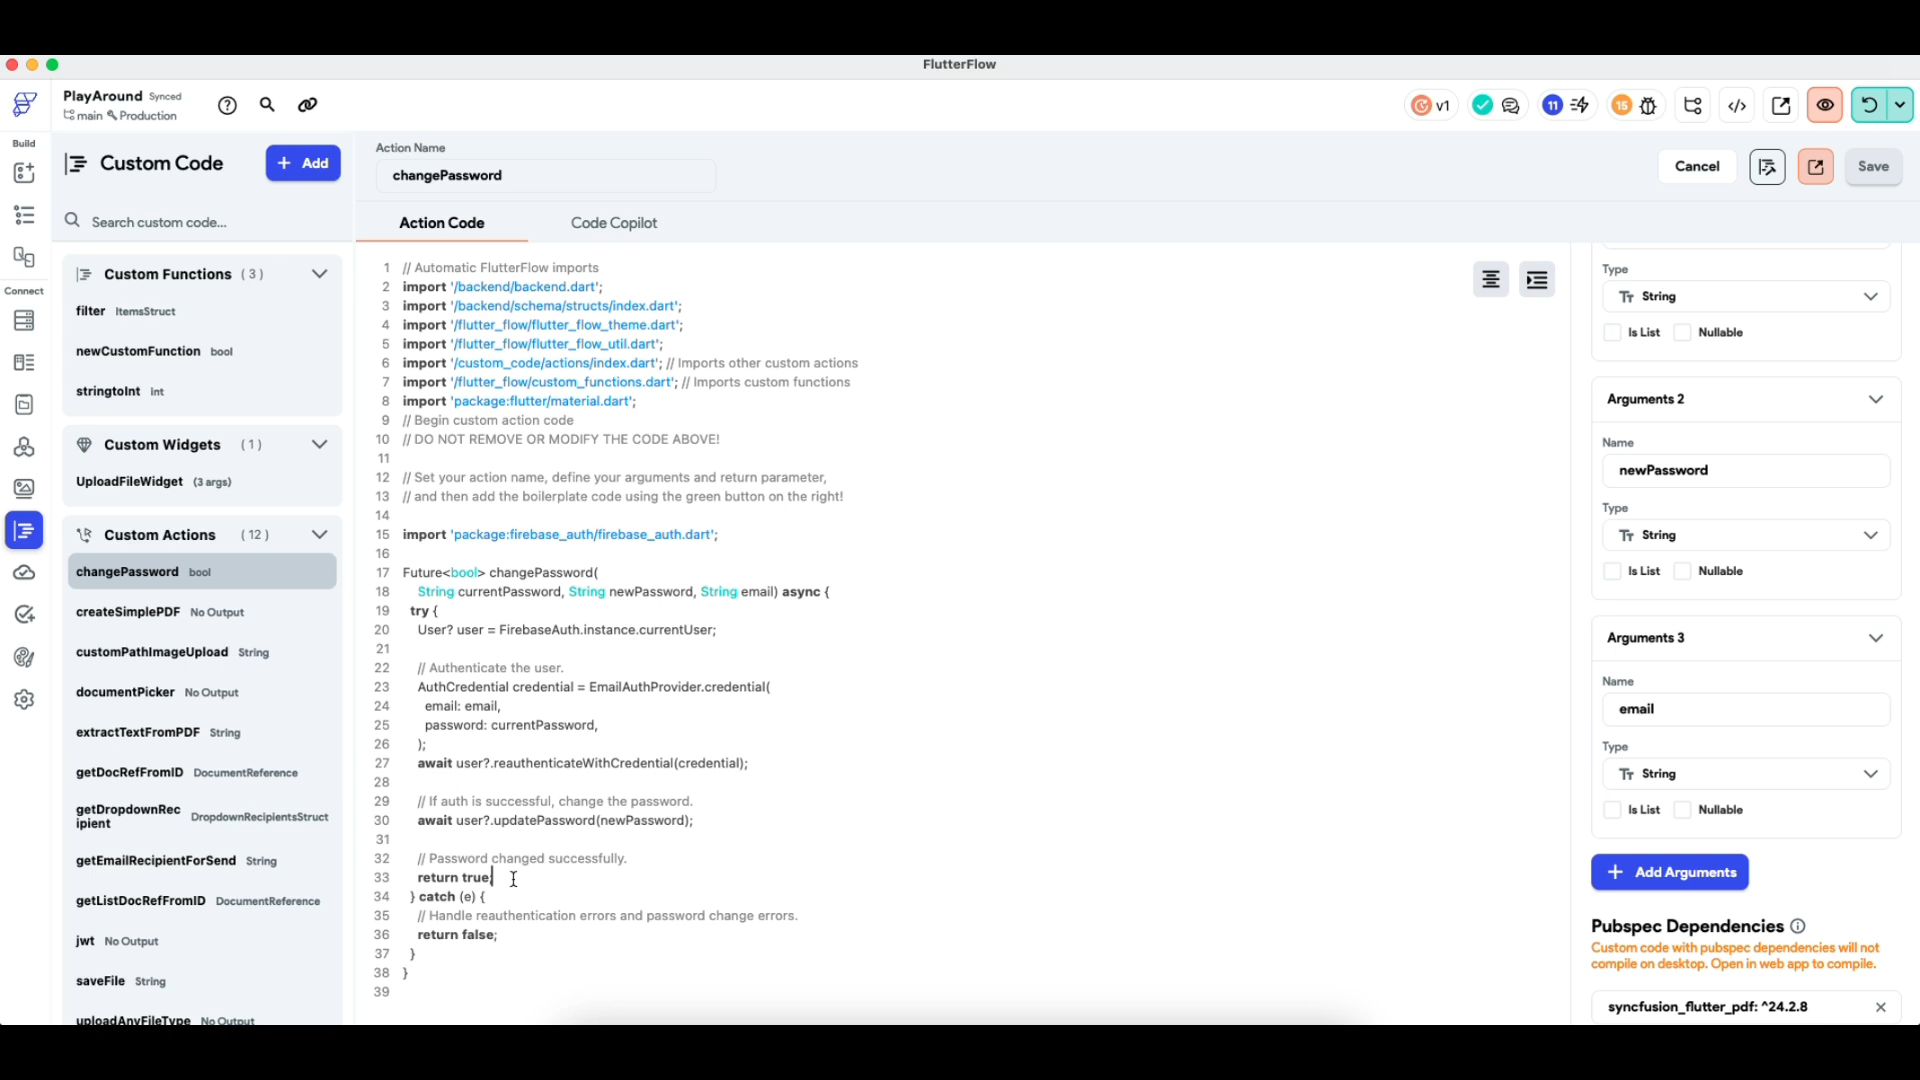 FlutterFlow
PlayAround Synced
main Production
v1
11
15
Build
Connect
Custom Code
+ Add
Search custom code...
Custom Functions ( 3 )
filter ItemsStruct
newCustomFunction bool
stringtoInt int
Custom Widgets ( 1 )
UploadFileWidget (3 args)
Custom Actions ( 12 )
changePassword bool
createSimplePDF No Output
customPathImageUpload String
documentPicker No Output
extractTextFromPDF String
getDocRefFromID DocumentReference
getDropdownRec
ipient DropdownRecipientsStruct
getEmailRecipientForSend String
getListDocRefFromID DocumentReference
jwt No Output
saveFile String
uploadAnyFileType No Output
Action Name
changePassword
Cancel
Save
Action Code
Code Copilot
1 // Automatic FlutterFlow imports
2 import '/backend/backend.dart';
3 import '/backend/schema/structs/index.dart';
4 import '/flutter_flow/flutter_flow_theme.dart';
5 import '/flutter_flow/flutter_flow_util.dart';
6 import '/custom_code/actions/index.dart'; // Imports other custom actions
7 import '/flutter_flow/custom_functions.dart'; // Imports custom functions
8 import 'package:flutter/material.dart';
9 // Begin custom action code
10 // DO NOT REMOVE OR MODIFY THE CODE ABOVE!
11
12 // Set your action name, define your arguments and return parameter,
13 // and then add the boilerplate code using the green button on the right!
14
15 import 'package:firebase_auth/firebase_auth.dart';
16
17 Future<bool> changePassword(
18 String currentPassword, String newPassword, String email) async {
19 try {
20 User? user = FirebaseAuth.instance.currentUser;
21
22 // Authenticate the user.
23 AuthCredential credential = EmailAuthProvider.credential(
24 email: email,
25 password: currentPassword,
26 );
27 await user?.reauthenticateWithCredential(credential);
28
29 // If auth is successful, change the password.
30 await user?.updatePassword(newPassword);
31
32 // Password changed successfully.
33 return true;
34 } catch (e) {
35 // Handle reauthentication errors and password change errors.
36 return false;
37 }
38 }
39
Type
Tт String
Is List Nullable
Arguments 2
Name
newPassword
Type
Tт String
Is List Nullable
Arguments 3
Name
email
Type
Tт String
Is List Nullable
+ Add Arguments
Pubspec Dependencies
Custom code with pubspec dependencies will not
compile on desktop. Open in web app to compile.
syncfusion_flutter_pdf: ^24.2.8